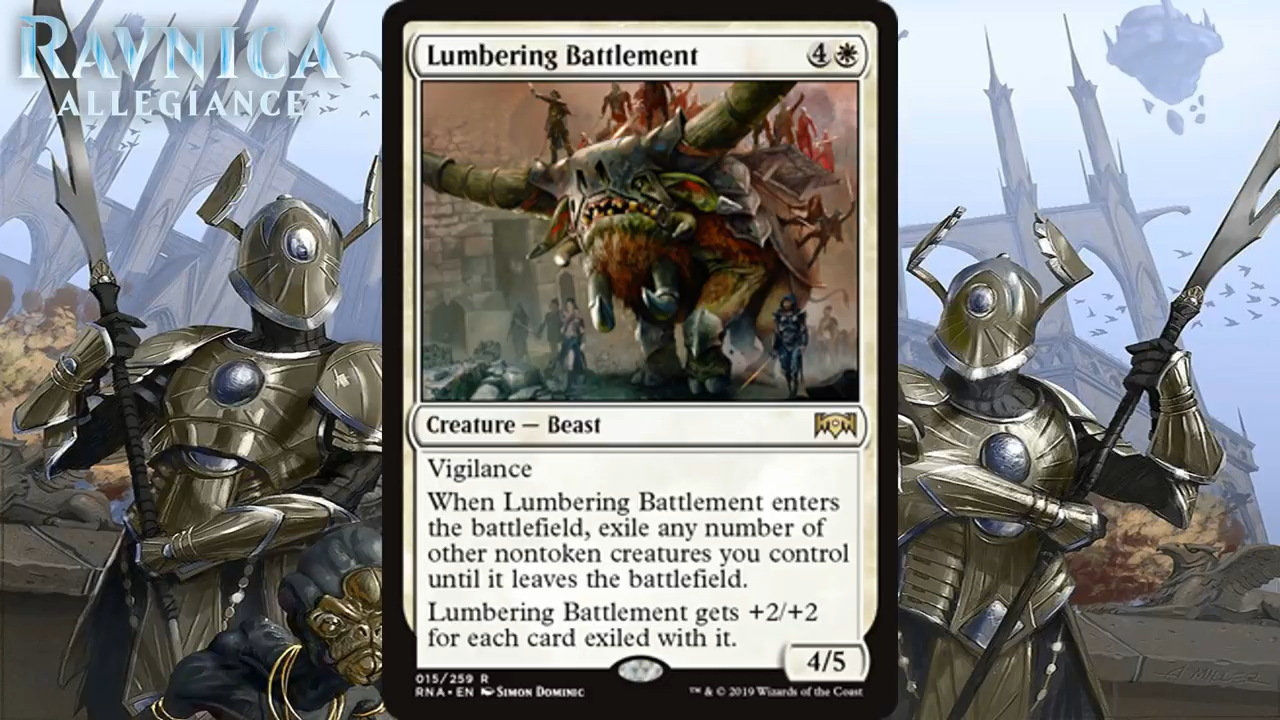 RAVNICA
ALLEGIANCE
Lumbering Battlement 4
Creature — Beast
Vigilance
When Lumbering Battlement enters
the battlefield, exile any number of
other nontoken creatures you control
until it leaves the battlefield.
Lumbering Battlement gets +2/+2
for each card exiled with it.
4/5
015/259 R
RNA • EN SIMON DOMINIC
™ & © 2019 Wizards of the Coast
A MILLER